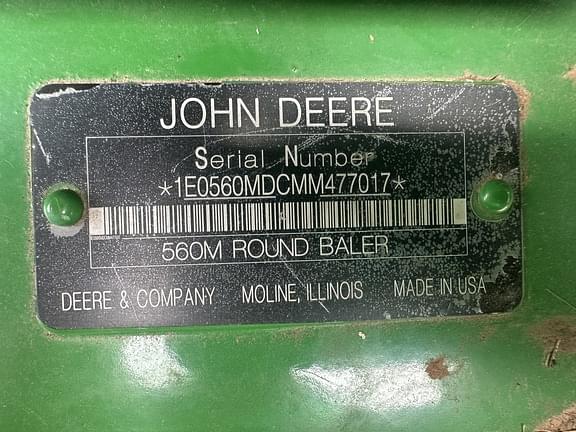 JOHN DEERE
Serial Number
*1E0560MDCMM477017*
560M ROUND BALER
DEERE & COMPANY MOLINE, ILLINOIS MADE IN USA